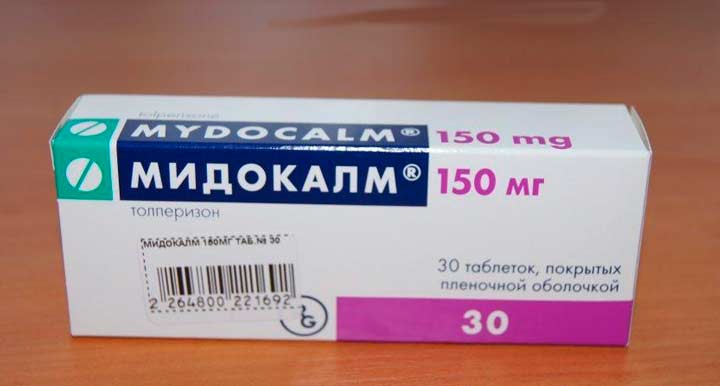 tolperisone
MYDOCALM® 150 mg
МИДОКАЛМ® 150 мг
толперизон
МИДОКАЛМ 150МГ ТАБ.№ 30
2 264800 221692
30 таблеток, покрытых
пленочной оболочкой
30